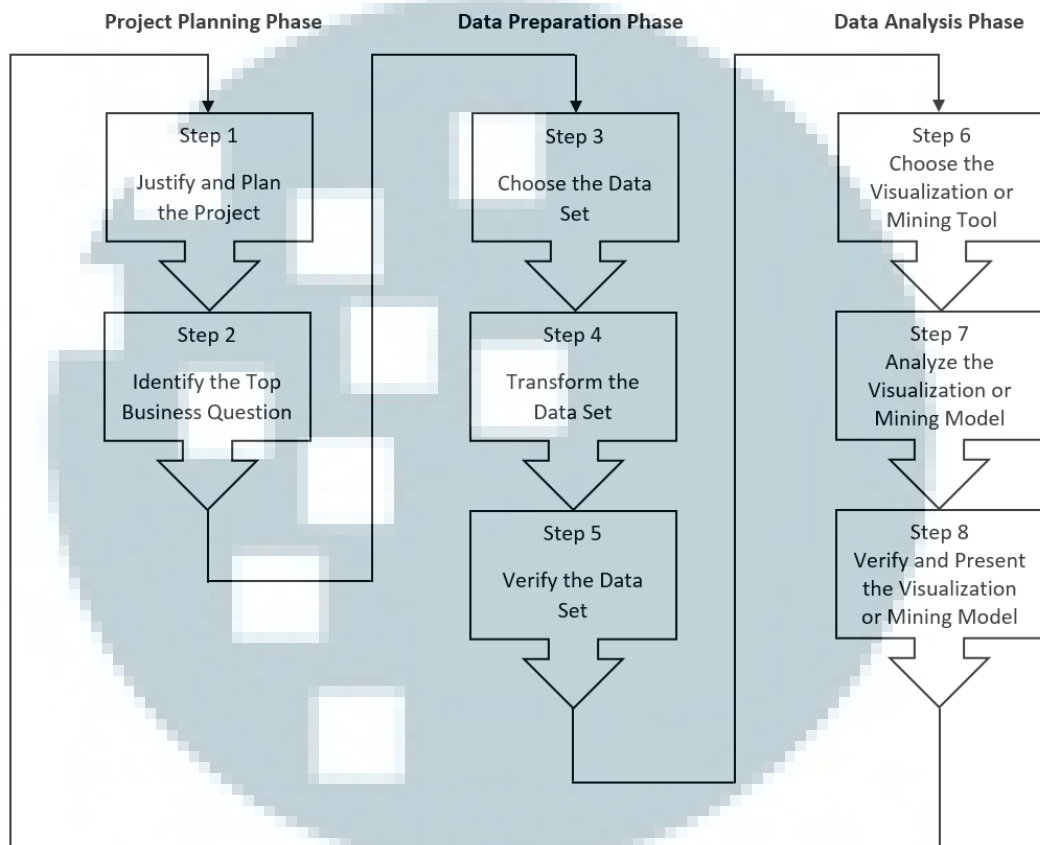 Project Planning Phase
Data Preparation Phase
Data Analysis Phase
Step 1
Justify and Plan
the Project
Step 2
Identify the Top
Business Question
Step 3
Choose the Data
Set
Step 4
Transform the
Data Set
Step 5
Verify the Data
Set
Step 6
Choose the
Visualization or
Mining Tool
Step 7
Analyze the
Visualization or
Mining Model
Step 8
Verify and Present
the Visualization
or Mining Model